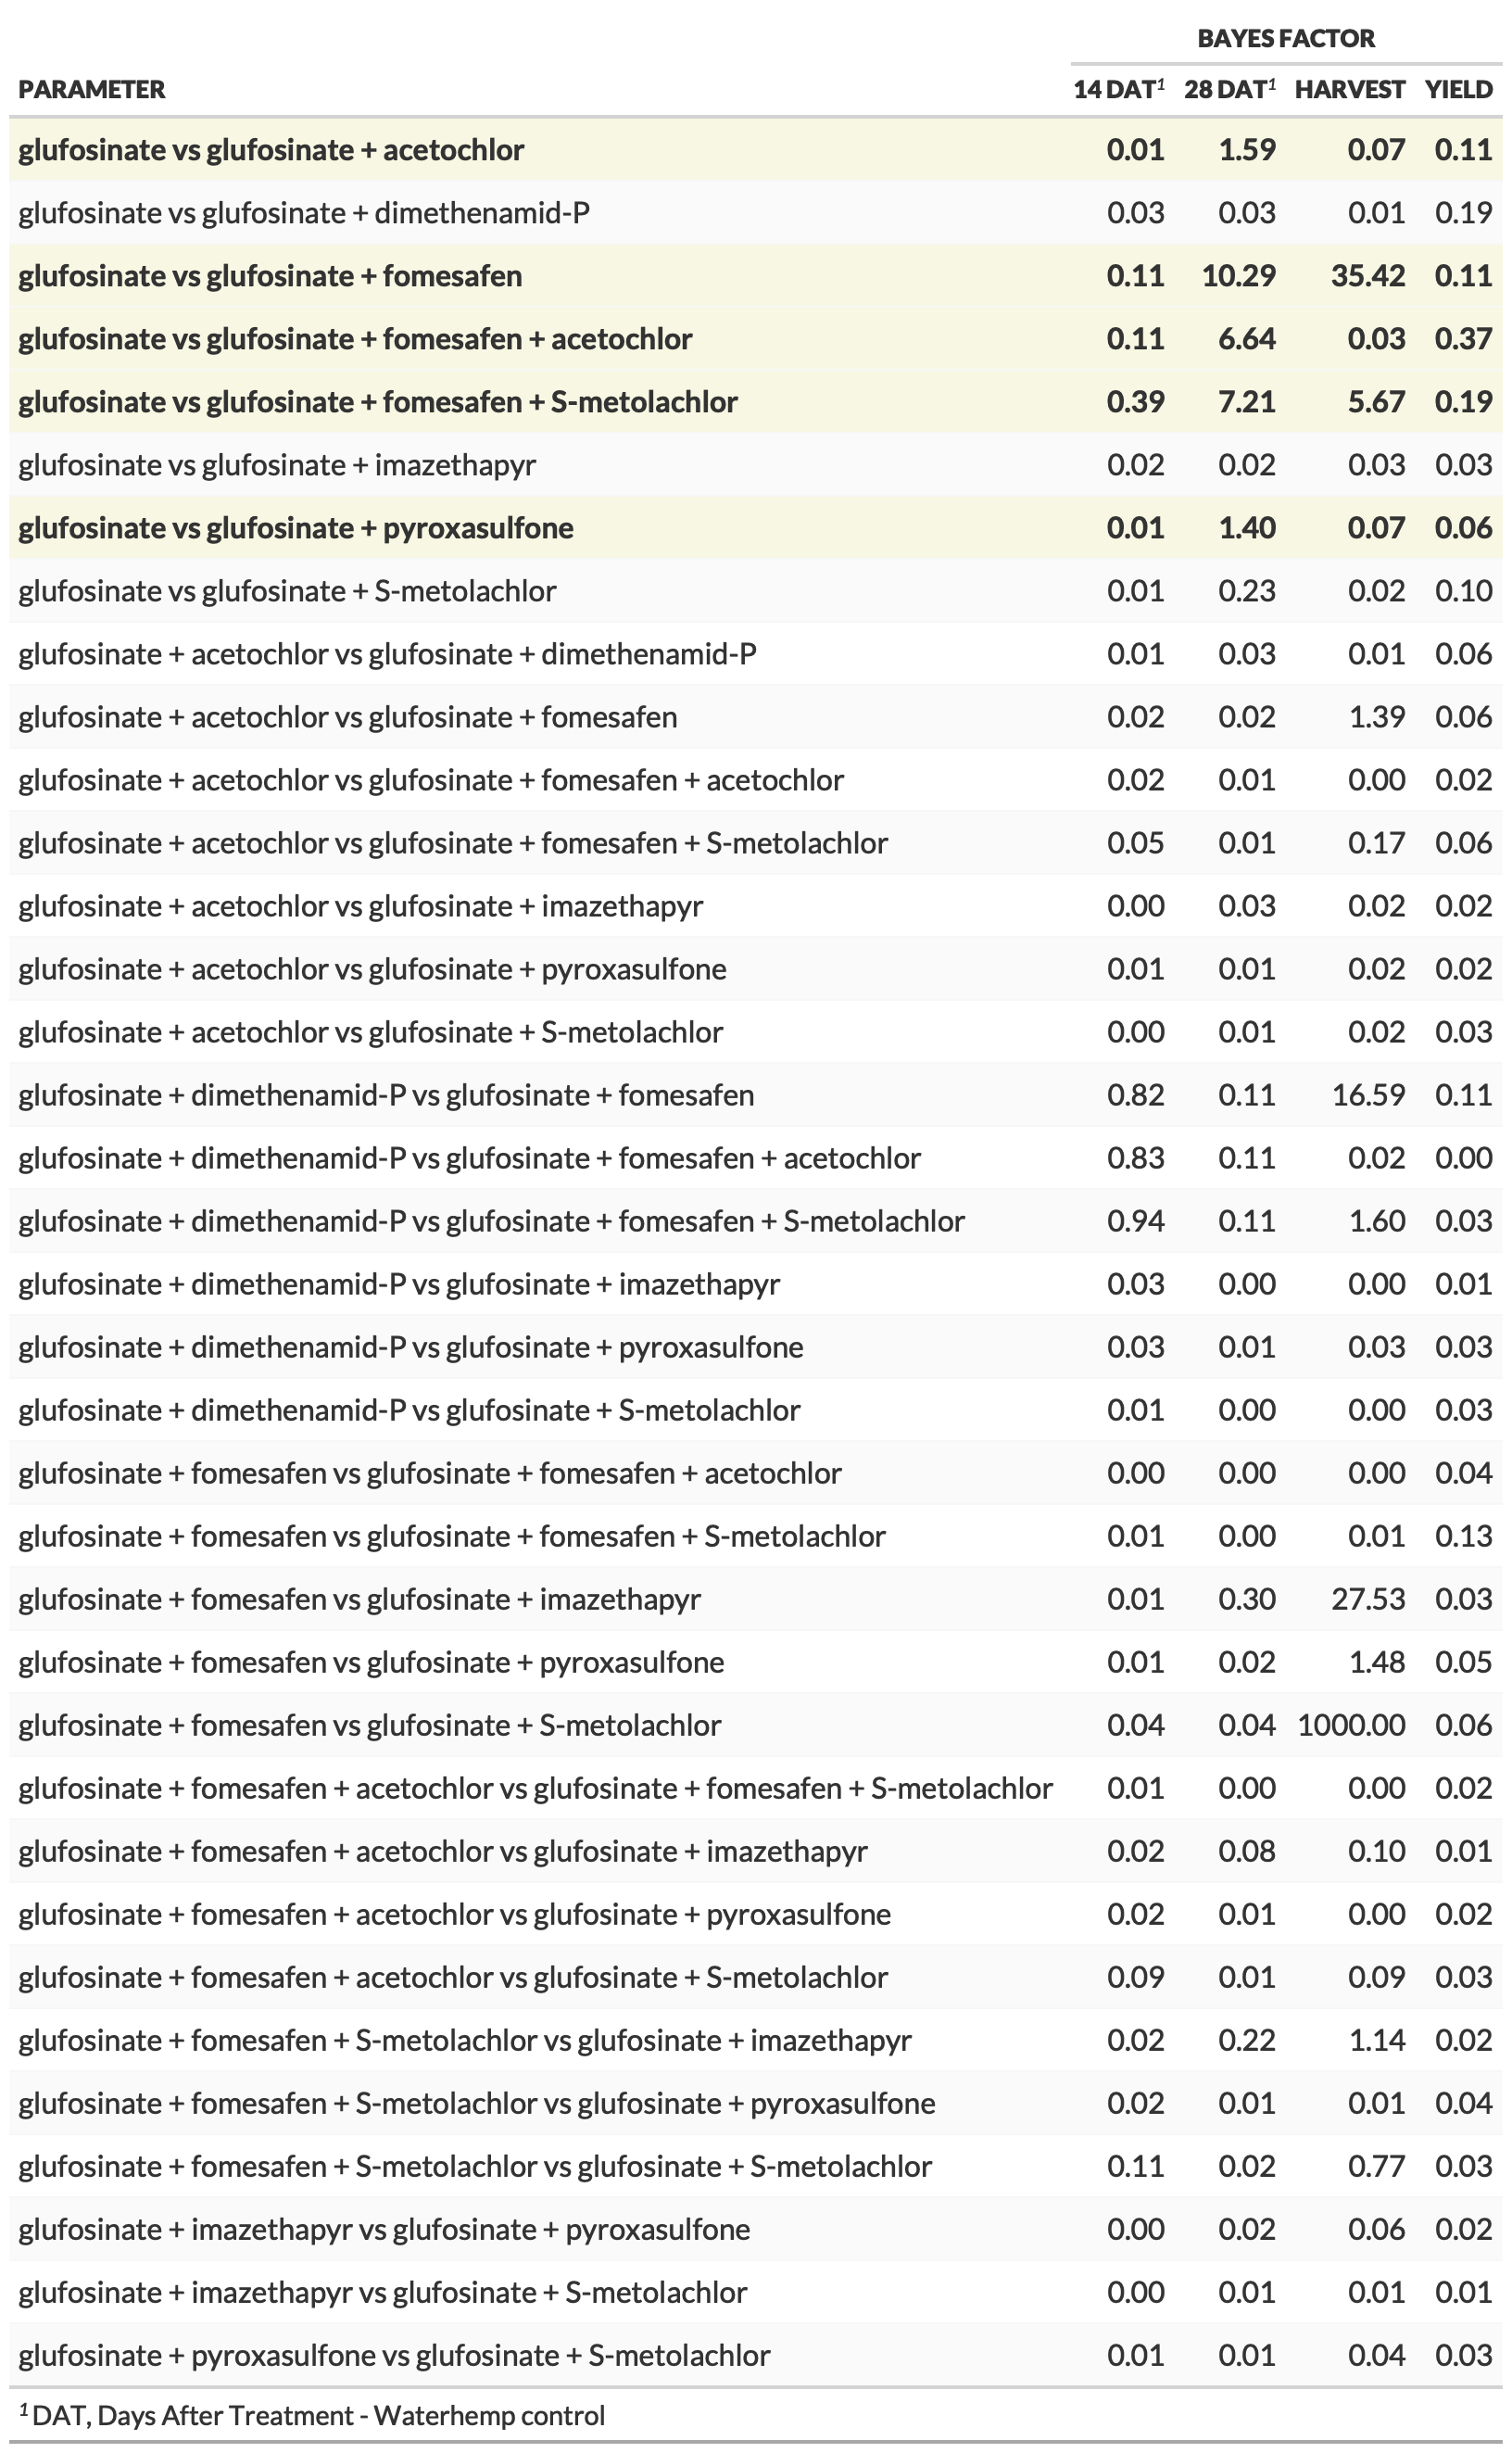 BAYES FACTOR
PARAMETER 14 DAT¹ 28 DAT¹ HARVEST YIELD
glufosinate vs glufosinate + acetochlor 0.01 1.59 0.07 0.11
glufosinate vs glufosinate + dimethenamid-P 0.03 0.03 0.01 0.19
glufosinate vs glufosinate + fomesafen 0.11 10.29 35.42 0.11
glufosinate vs glufosinate + fomesafen + acetochlor 0.11 6.64 0.03 0.37
glufosinate vs glufosinate + fomesafen + S-metolachlor 0.39 7.21 5.67 0.19
glufosinate vs glufosinate + imazethapyr 0.02 0.02 0.03 0.03
glufosinate vs glufosinate + pyroxasulfone 0.01 1.40 0.07 0.06
glufosinate vs glufosinate + S-metolachlor 0.01 0.23 0.02 0.10
glufosinate + acetochlor vs glufosinate + dimethenamid-P 0.01 0.03 0.01 0.06
glufosinate + acetochlor vs glufosinate + fomesafen 0.02 0.02 1.39 0.06
glufosinate + acetochlor vs glufosinate + fomesafen + acetochlor 0.02 0.01 0.00 0.02
glufosinate + acetochlor vs glufosinate + fomesafen + S-metolachlor 0.05 0.01 0.17 0.06
glufosinate + acetochlor vs glufosinate + imazethapyr 0.00 0.03 0.02 0.02
glufosinate + acetochlor vs glufosinate + pyroxasulfone 0.01 0.01 0.02 0.02
glufosinate + acetochlor vs glufosinate + S-metolachlor 0.00 0.01 0.02 0.03
glufosinate + dimethenamid-P vs glufosinate + fomesafen 0.82 0.11 16.59 0.11
glufosinate + dimethenamid-P vs glufosinate + fomesafen + acetochlor 0.83 0.11 0.02 0.00
glufosinate + dimethenamid-P vs glufosinate + fomesafen + S-metolachlor 0.94 0.11 1.60 0.03
glufosinate + dimethenamid-P vs glufosinate + imazethapyr 0.03 0.00 0.00 0.01
glufosinate + dimethenamid-P vs glufosinate + pyroxasulfone 0.03 0.01 0.03 0.03
glufosinate + dimethenamid-P vs glufosinate + S-metolachlor 0.01 0.00 0.00 0.03
glufosinate + fomesafen vs glufosinate + fomesafen + acetochlor 0.00 0.00 0.00 0.04
glufosinate + fomesafen vs glufosinate + fomesafen + S-metolachlor 0.01 0.00 0.01 0.13
glufosinate + fomesafen vs glufosinate + imazethapyr 0.01 0.30 27.53 0.03
glufosinate + fomesafen vs glufosinate + pyroxasulfone 0.01 0.02 1.48 0.05
glufosinate + fomesafen vs glufosinate + S-metolachlor 0.04 0.04 1000.00 0.06
glufosinate + fomesafen + acetochlor vs glufosinate + fomesafen + S-metolachlor 0.01 0.00 0.00 0.02
glufosinate + fomesafen + acetochlor vs glufosinate + imazethapyr 0.02 0.08 0.10 0.01
glufosinate + fomesafen + acetochlor vs glufosinate + pyroxasulfone 0.02 0.01 0.00 0.02
glufosinate + fomesafen + acetochlor vs glufosinate + S-metolachlor 0.09 0.01 0.09 0.03
glufosinate + fomesafen + S-metolachlor vs glufosinate + imazethapyr 0.02 0.22 1.14 0.02
glufosinate + fomesafen + S-metolachlor vs glufosinate + pyroxasulfone 0.02 0.01 0.01 0.04
glufosinate + fomesafen + S-metolachlor vs glufosinate + S-metolachlor 0.11 0.02 0.77 0.03
glufosinate + imazethapyr vs glufosinate + pyroxasulfone 0.00 0.02 0.06 0.02
glufosinate + imazethapyr vs glufosinate + S-metolachlor 0.00 0.01 0.01 0.01
glufosinate + pyroxasulfone vs glufosinate + S-metolachlor 0.01 0.01 0.04 0.03
¹ DAT, Days After Treatment - Waterhemp control